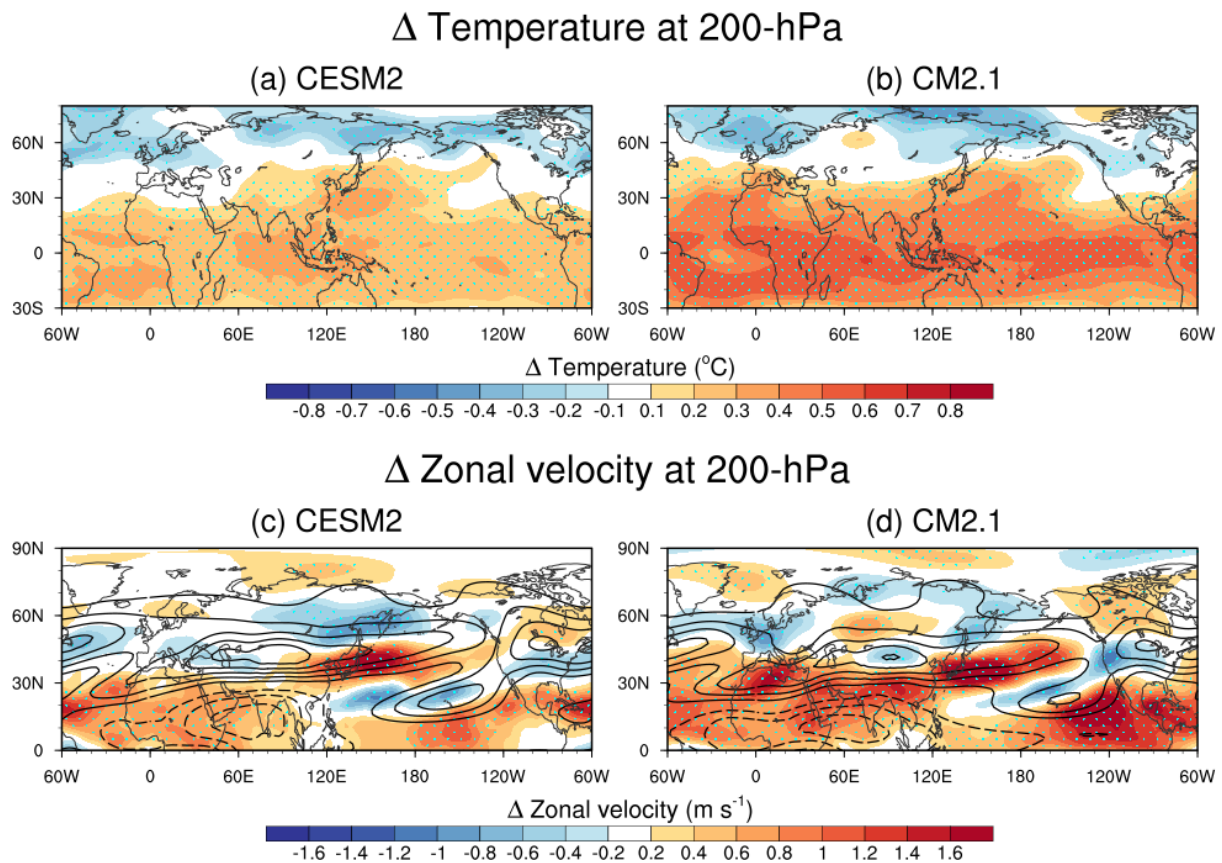 Δ Temperature at 200-hPa
(a) CESM2
(b) CM2.1
60N
30N
0
30S
60W 0 60E 120E 180 120W 60W
60N
30N
0
30S
60W 0 60E 120E 180 120W 60W
Δ Temperature (°C)
-0.8 -0.7 -0.6 -0.5 -0.4 -0.3 -0.2 -0.1 0.1 0.2 0.3 0.4 0.5 0.6 0.7 0.8
Δ Zonal velocity at 200-hPa
(c) CESM2
(d) CM2.1
90N
60N
30N
0
60W 0 60E 120E 180 120W 60W
90N
60N
30N
0
60W 0 60E 120E 180 120W 60W
Δ Zonal velocity (m s⁻¹)
-1.6 -1.4 -1.2 -1 -0.8 -0.6 -0.4 -0.2 0.2 0.4 0.6 0.8 1 1.2 1.4 1.6